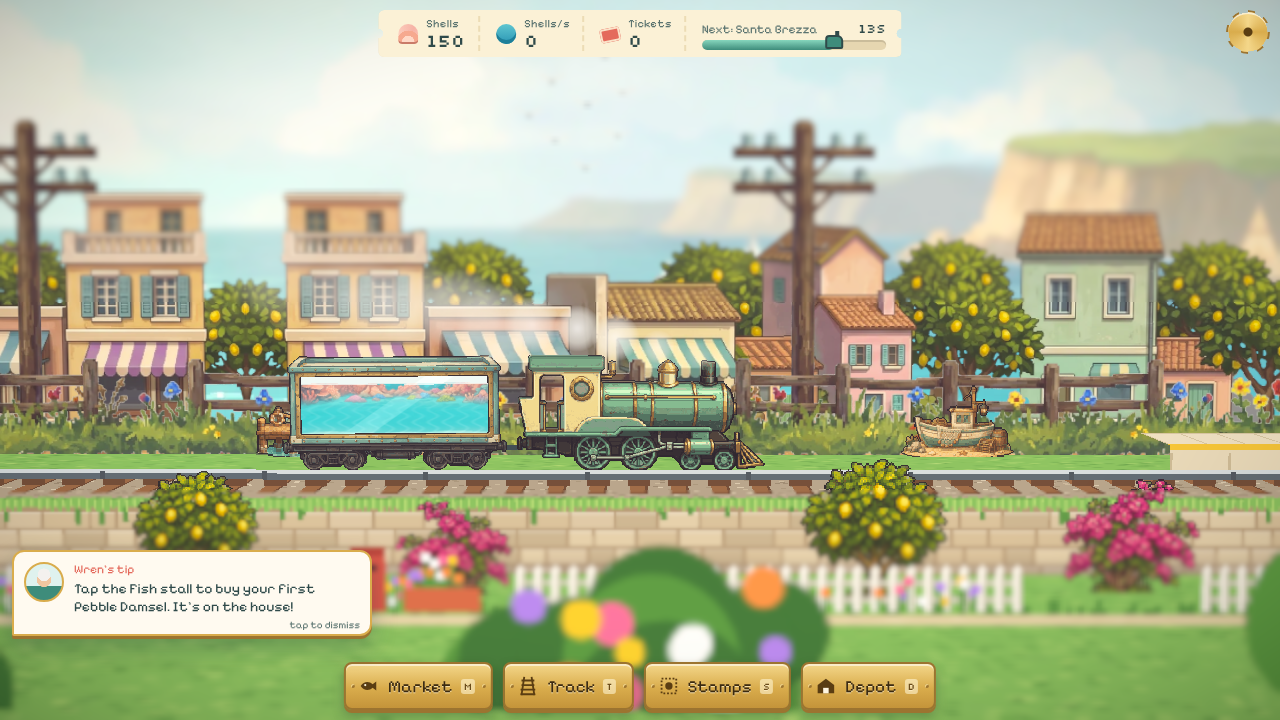 Shells
150
Shells/s
0
Tickets
0
Next: Santa Brezza 13S
Wren's tip
Tap the Fish stall to buy your first
Pebble Damsel. It's on the house!
tap to dismiss
Market M
Track T
Stamps S
Depot D